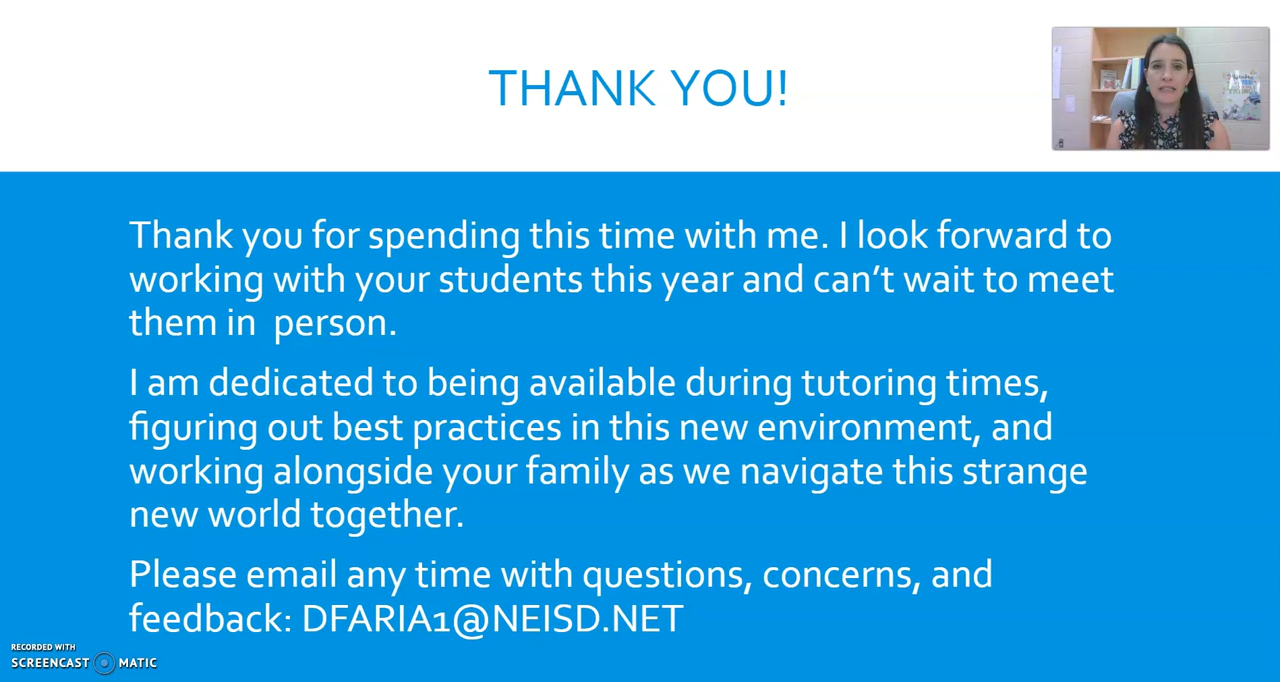 THANK YOU!
Thank you for spending this time with me. I look forward to
working with your students this year and can’t wait to meet
them in  person.
I am dedicated to being available during tutoring times,
figuring out best practices in this new environment, and
working alongside your family as we navigate this strange
new world together.
Please email any time with questions, concerns, and
feedback: DFARIA1@NEISD.NET
RECORDED WITH
SCREENCAST MATIC